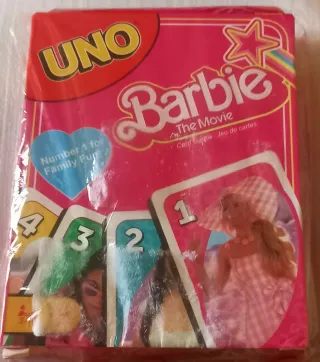 UNO
Barbie
The Movie
Card Game · Jeu de cartes
Number 1 for
Family Fun!
4
3
2
1